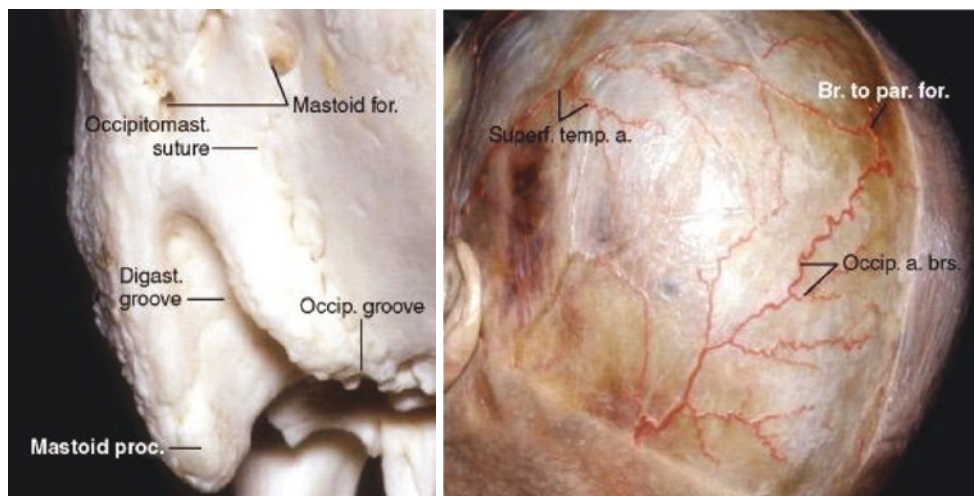 Mastoid for.
Occipitomast.
suture
Digast.
groove
Occip. groove
Mastoid proc.
Br. to par. for.
Superf. temp. a.
Occip. a. brs.